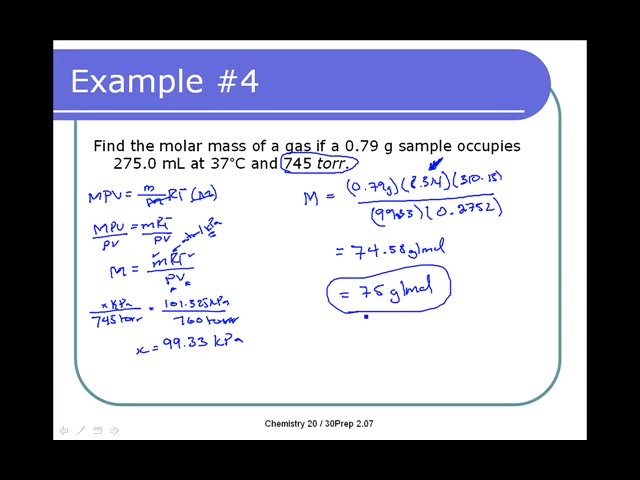 Example #4
Find the molar mass of a gas if a 0.79 g sample occupies
275.0 mL at 37°C and 745 torr.
MPV = m/M RT (M)
MPV/PV = mRT/PV
M = mRT/PV
kPa
x kPa/745 torr = 101.325 kPa/760 torr
x = 99.33 kPa
M = (0.79g)(8.314)(310.15)/(99.33)(0.2752)
= 74.58 g/mol
= 75 g/mol
Chemistry 20 / 30Prep 2.07